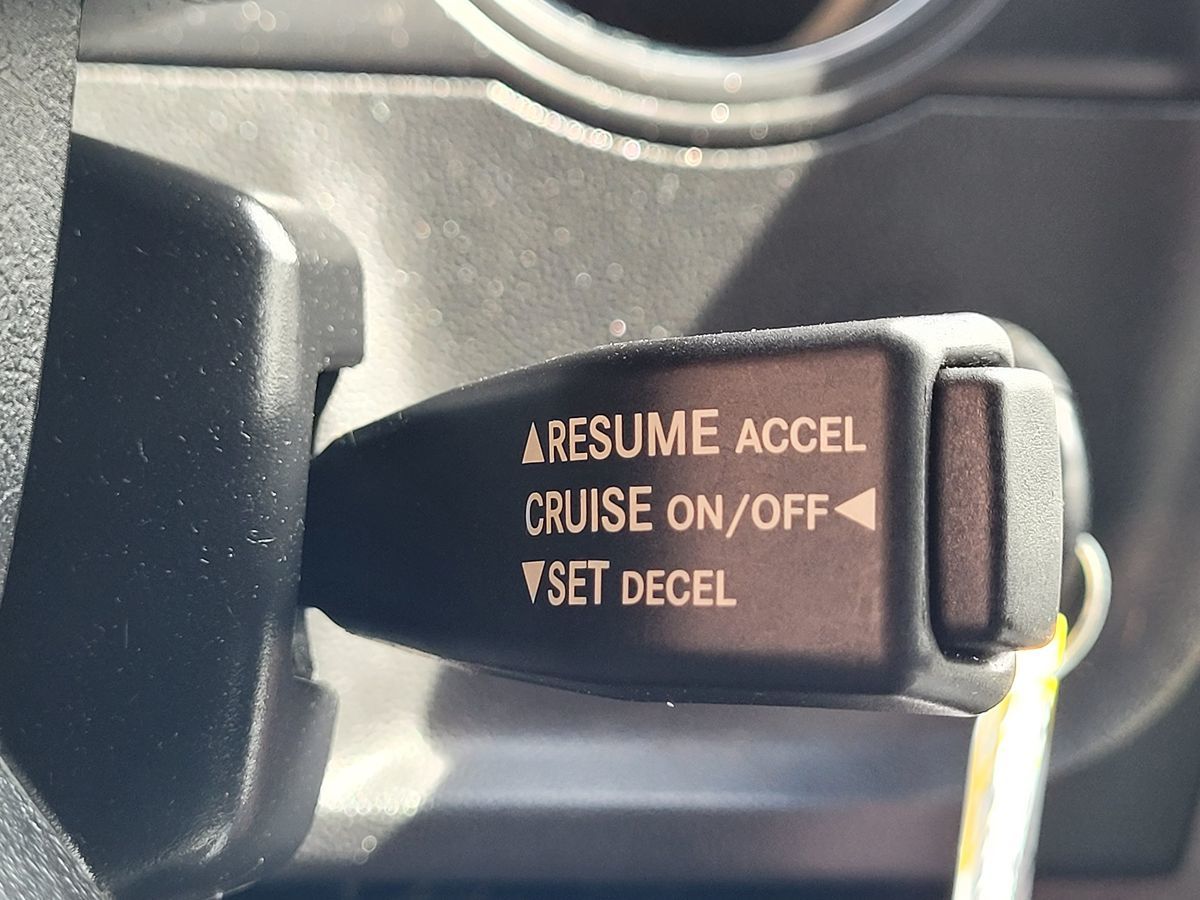 ▲RESUME ACCEL
CRUISE ON/OFF◀
▼SET DECEL